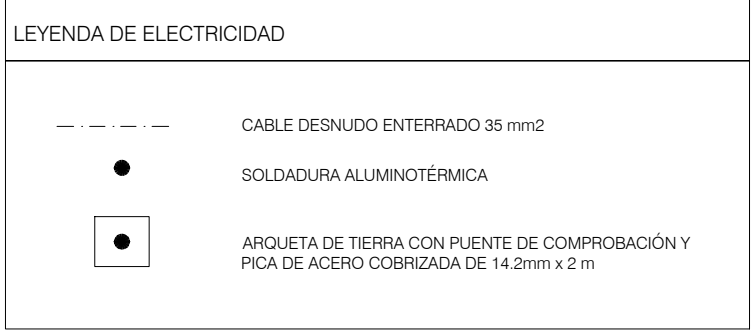 LEYENDA DE ELECTRICIDAD
CABLE DESNUDO ENTERRADO 35 mm2
SOLDADURA ALUMINOTÉRMICA
ARQUETA DE TIERRA CON PUENTE DE COMPROBACIÓN Y
PICA DE ACERO COBRIZADA DE 14.2mm x 2 m